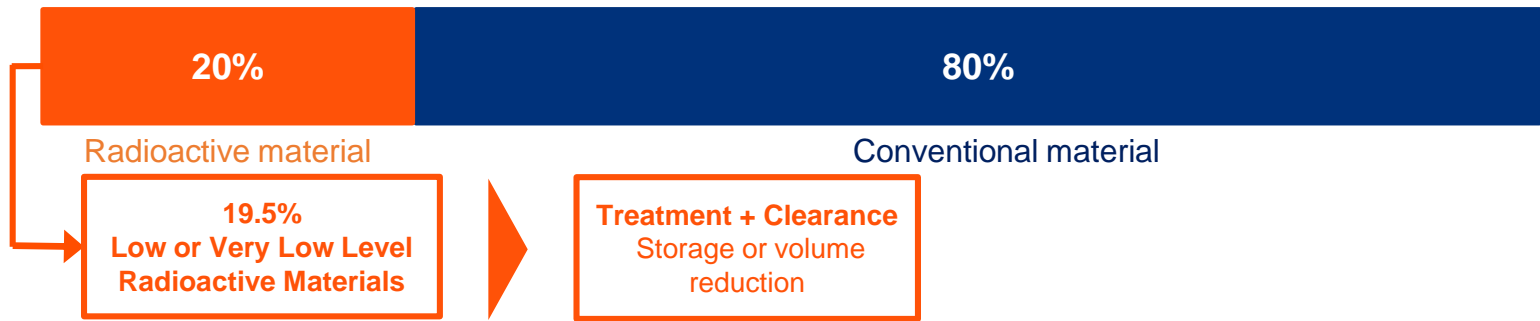 20%
80%
Radioactive material
Conventional material
19.5%
Low or Very Low Level
Radioactive Materials
Treatment + Clearance
Storage or volume
reduction